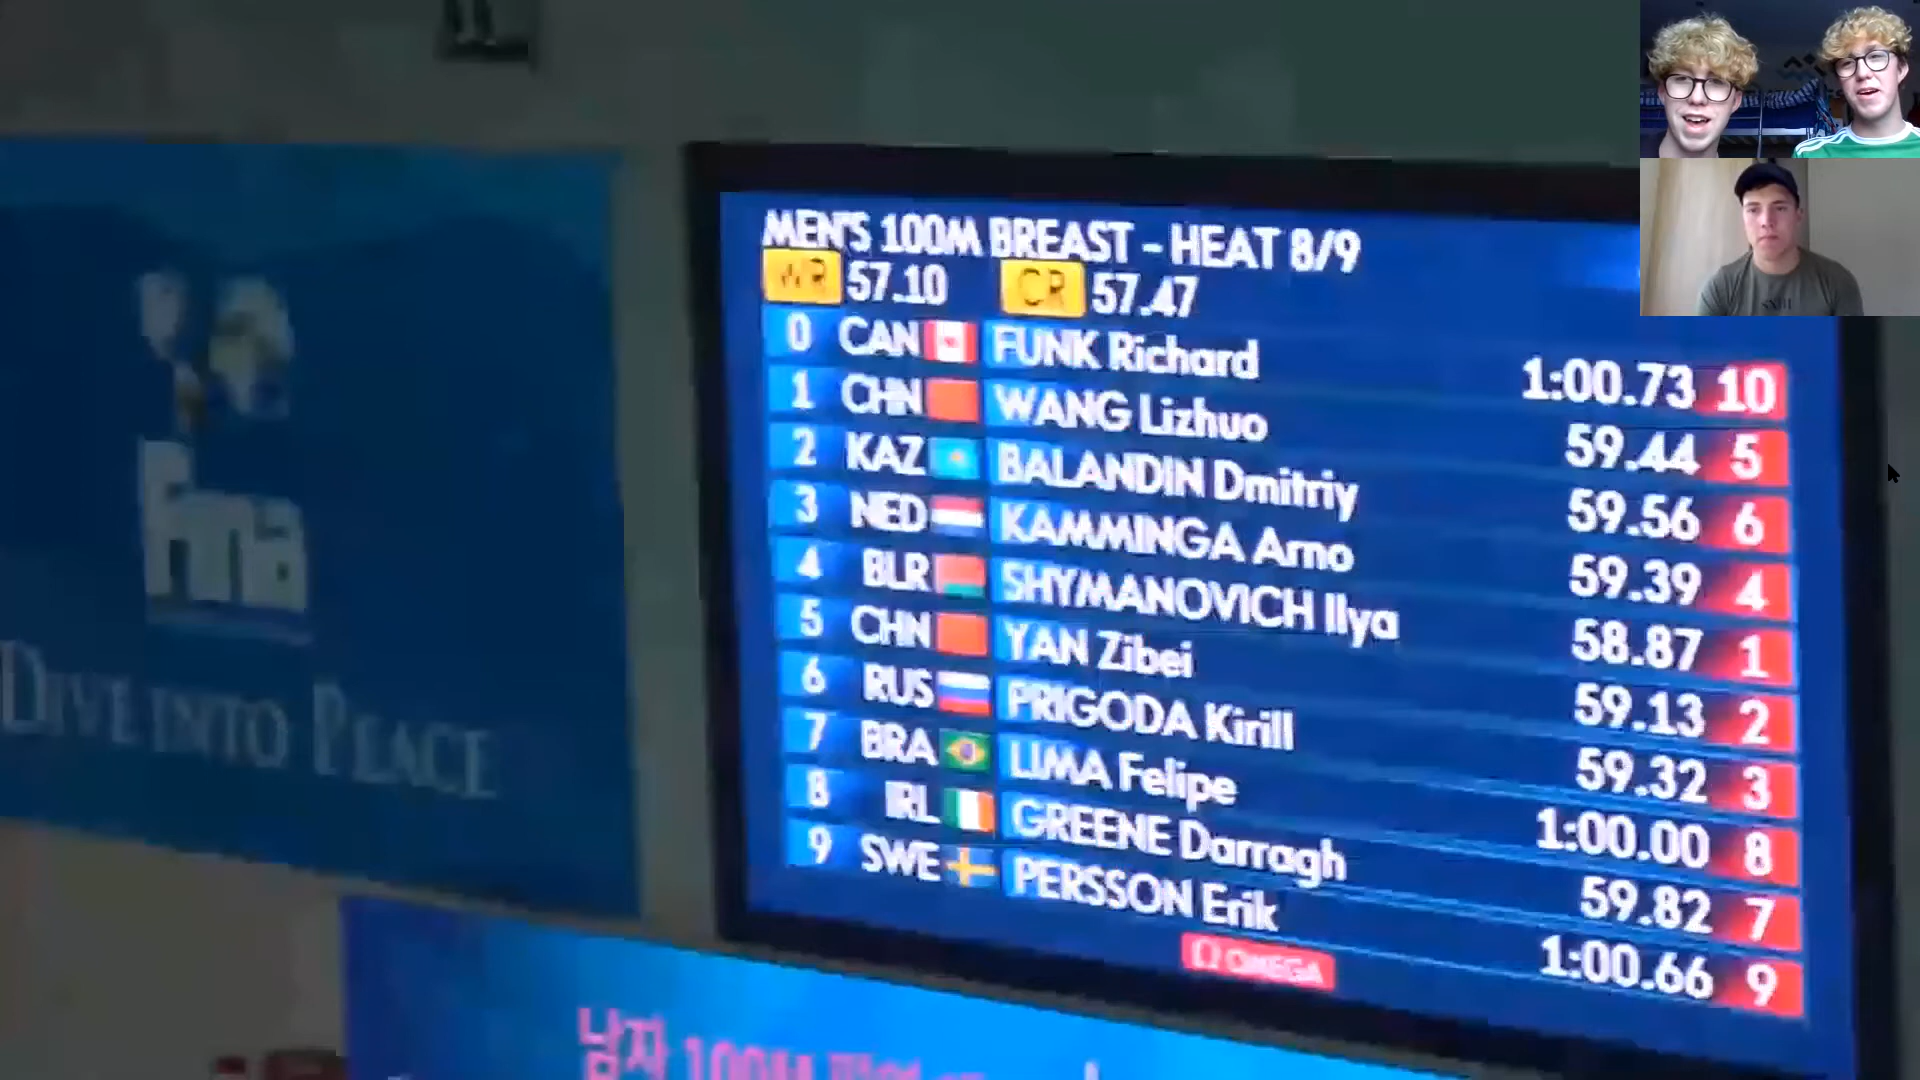 MEN'S 100M BREAST - HEAT 8/9
WR 57.10 CR 57.47
0 CAN FUNK Richard 1:00.73 10
1 CHN WANG Lizhuo 59.44 5
2 KAZ BALANDIN Dmitriy 59.56 6
3 NED KAMMINGA Arno 59.39 4
4 BLR SHYMANOVICH Ilya 58.87 1
5 CHN YAN Zibei 59.13 2
6 RUS PRIGODA Kirill 59.32 3
7 BRA LIMA Felipe 1:00.00 8
8 IRL GREENE Darragh 59.82 7
9 SWE PERSSON Erik 1:00.66 9
Ω OMEGA
fina
DIVE INTO PEACE
남자 100M